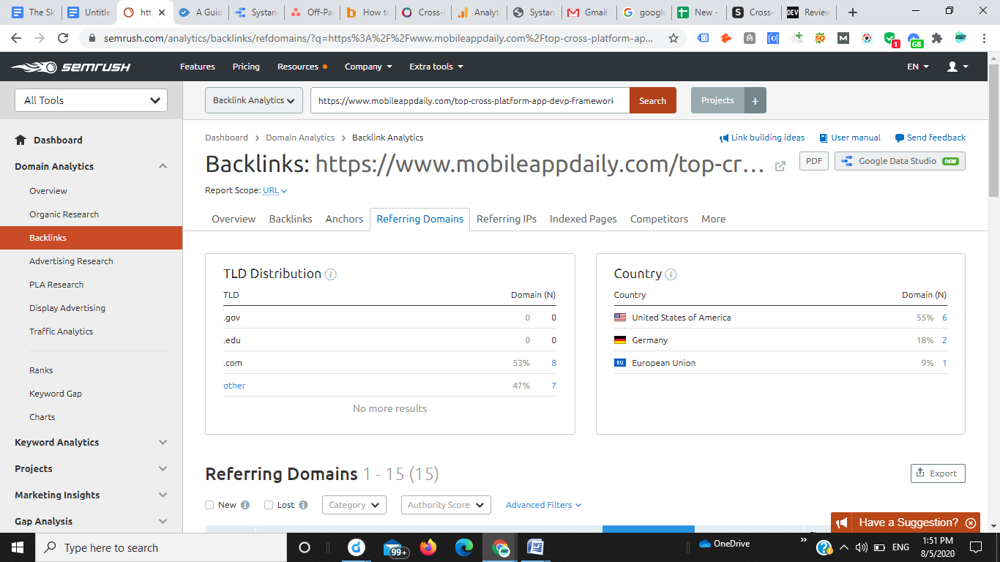 The Sk
Untitle
htt
A Guid
Systan
Off-Pa
How to
Cross-
Analyti
Systan
Gmail
google
New -
Cross-
DEV Review
semrush.com/analytics/backlinks/refdomains/?q=https%3A%2F%2Fwww.mobileappdaily.com%2Ftop-cross-platform-ap...
1
GB
SEMRUSH
Features
Pricing
Resources
Company
Extra tools
EN
All Tools
Backlink Analytics
https://www.mobileappdaily.com/top-cross-platform-app-devp-framework
Search
Projects
+
Dashboard
Domain Analytics
Overview
Organic Research
Backlinks
Advertising Research
PLA Research
Display Advertising
Traffic Analytics
Ranks
Keyword Gap
Charts
Keyword Analytics
Projects
Marketing Insights
Gap Analysis
Dashboard > Domain Analytics > Backlink Analytics
Link building ideas
User manual
Send feedback
Backlinks: https://www.mobileappdaily.com/top-cr...
PDF
Google Data Studio NEW
Report Scope: URL
Overview
Backlinks
Anchors
Referring Domains
Referring IPs
Indexed Pages
Competitors
More
TLD Distribution
TLD Domain (N)
.gov 0 0
.edu 0 0
.com 53% 8
other 47% 7
No more results
Country
Country Domain (N)
United States of America 55% 6
Germany 18% 2
EU European Union 9% 1
Referring Domains 1 - 15 (15)
Export
New
Lost
Category
Authority Score
Advanced Filters
Have a Suggestion?
Type here to search
99+
OneDrive
ENG
1:51 PM
8/5/2020